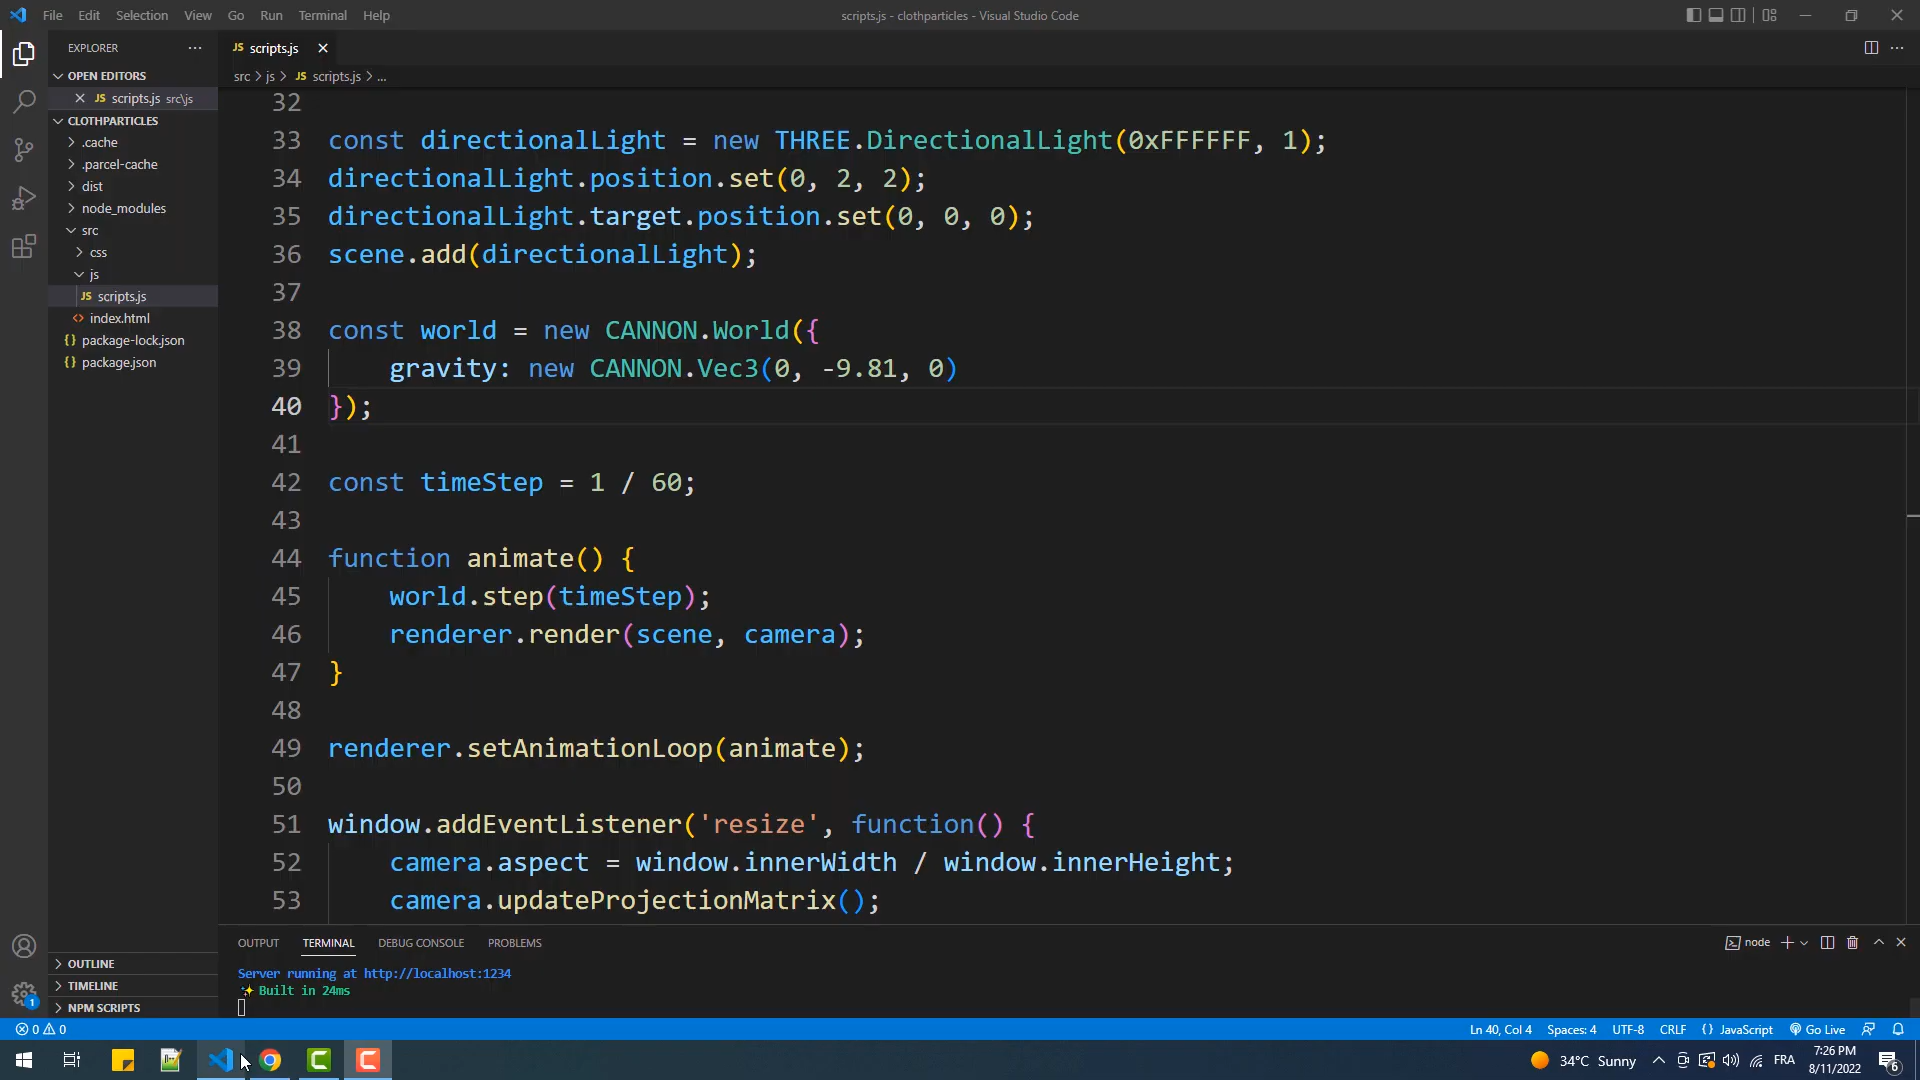 File Edit Selection View Go Run Terminal Help
scripts.js - clothparticles - Visual Studio Code
EXPLORER
OPEN EDITORS
JS scripts.js src\js
CLOTHPARTICLES
.cache
.parcel-cache
dist
node_modules
src
css
js
JS scripts.js
index.html
package-lock.json
package.json
OUTLINE
TIMELINE
NPM SCRIPTS
JS scripts.js
src > js > JS scripts.js > ...
32
33 const directionalLight = new THREE.DirectionalLight(0xFFFFFF, 1);
34 directionalLight.position.set(0, 2, 2);
35 directionalLight.target.position.set(0, 0, 0);
36 scene.add(directionalLight);
37
38 const world = new CANNON.World({
39 gravity: new CANNON.Vec3(0, -9.81, 0)
40 });
41
42 const timeStep = 1 / 60;
43
44 function animate() {
45 world.step(timeStep);
46 renderer.render(scene, camera);
47 }
48
49 renderer.setAnimationLoop(animate);
50
51 window.addEventListener('resize', function() {
52 camera.aspect = window.innerWidth / window.innerHeight;
53 camera.updateProjectionMatrix();
OUTPUT TERMINAL DEBUG CONSOLE PROBLEMS
node
Server running at http://localhost:1234
✨ Built in 24ms
1
0 0
Ln 40, Col 4 Spaces: 4 UTF-8 CRLF {} JavaScript Go Live
34°C Sunny
FRA
7:26 PM
8/11/2022
6